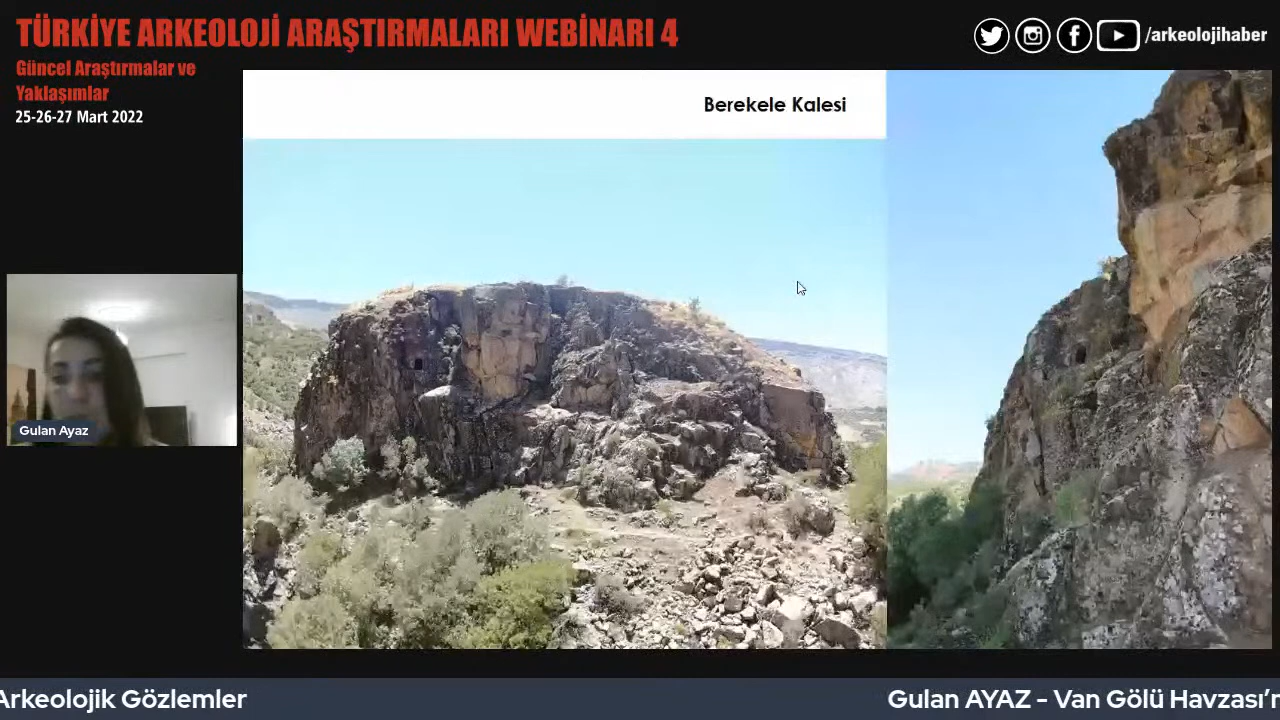 TÜRKİYE ARKEOLOJİ ARAŞTIRMALARI WEBİNARI 4
/arkeolojihaber
Güncel Araştırmalar ve
Yaklaşımlar
25-26-27 Mart 2022
Berekele Kalesi
Gulan Ayaz
Arkeolojik Gözlemler
Gulan AYAZ - Van Gölü Havzası'n